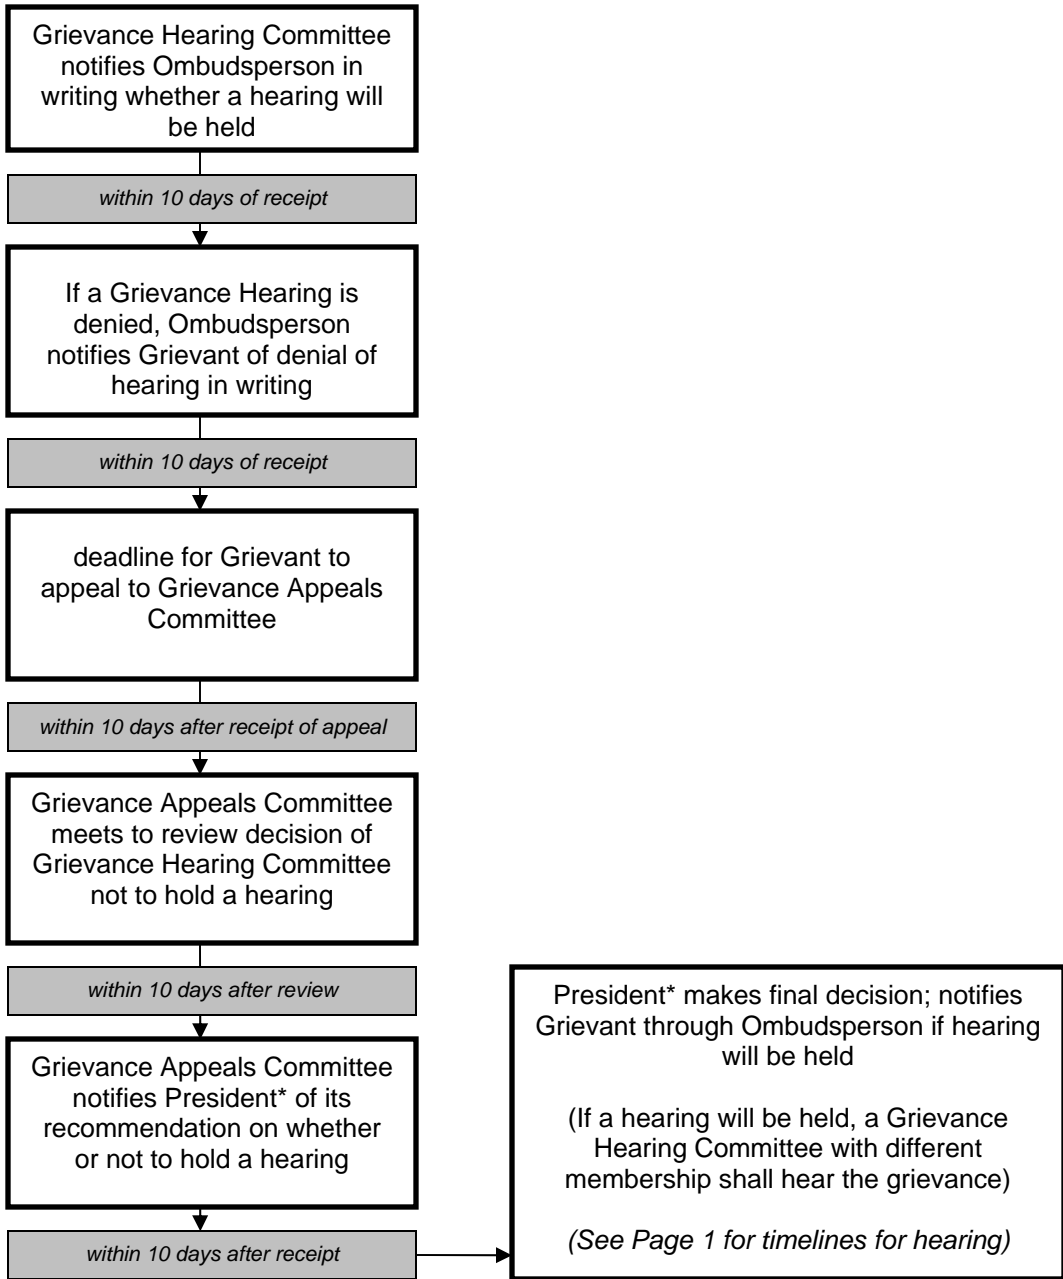 Grievance Hearing Committee
notifies Ombudsperson in
writing whether a hearing will
be held
within 10 days of receipt
If a Grievance Hearing is
denied, Ombudsperson
notifies Grievant of denial of
hearing in writing
within 10 days of receipt
deadline for Grievant to
appeal to Grievance Appeals
Committee
within 10 days after receipt of appeal
Grievance Appeals Committee
meets to review decision of
Grievance Hearing Committee
not to hold a hearing
within 10 days after review
Grievance Appeals Committee
notifies President* of its
recommendation on whether
or not to hold a hearing
within 10 days after receipt
President* makes final decision; notifies
Grievant through Ombudsperson if hearing
will be held
(If a hearing will be held, a Grievance
Hearing Committee with different
membership shall hear the grievance)
(See Page 1 for timelines for hearing)